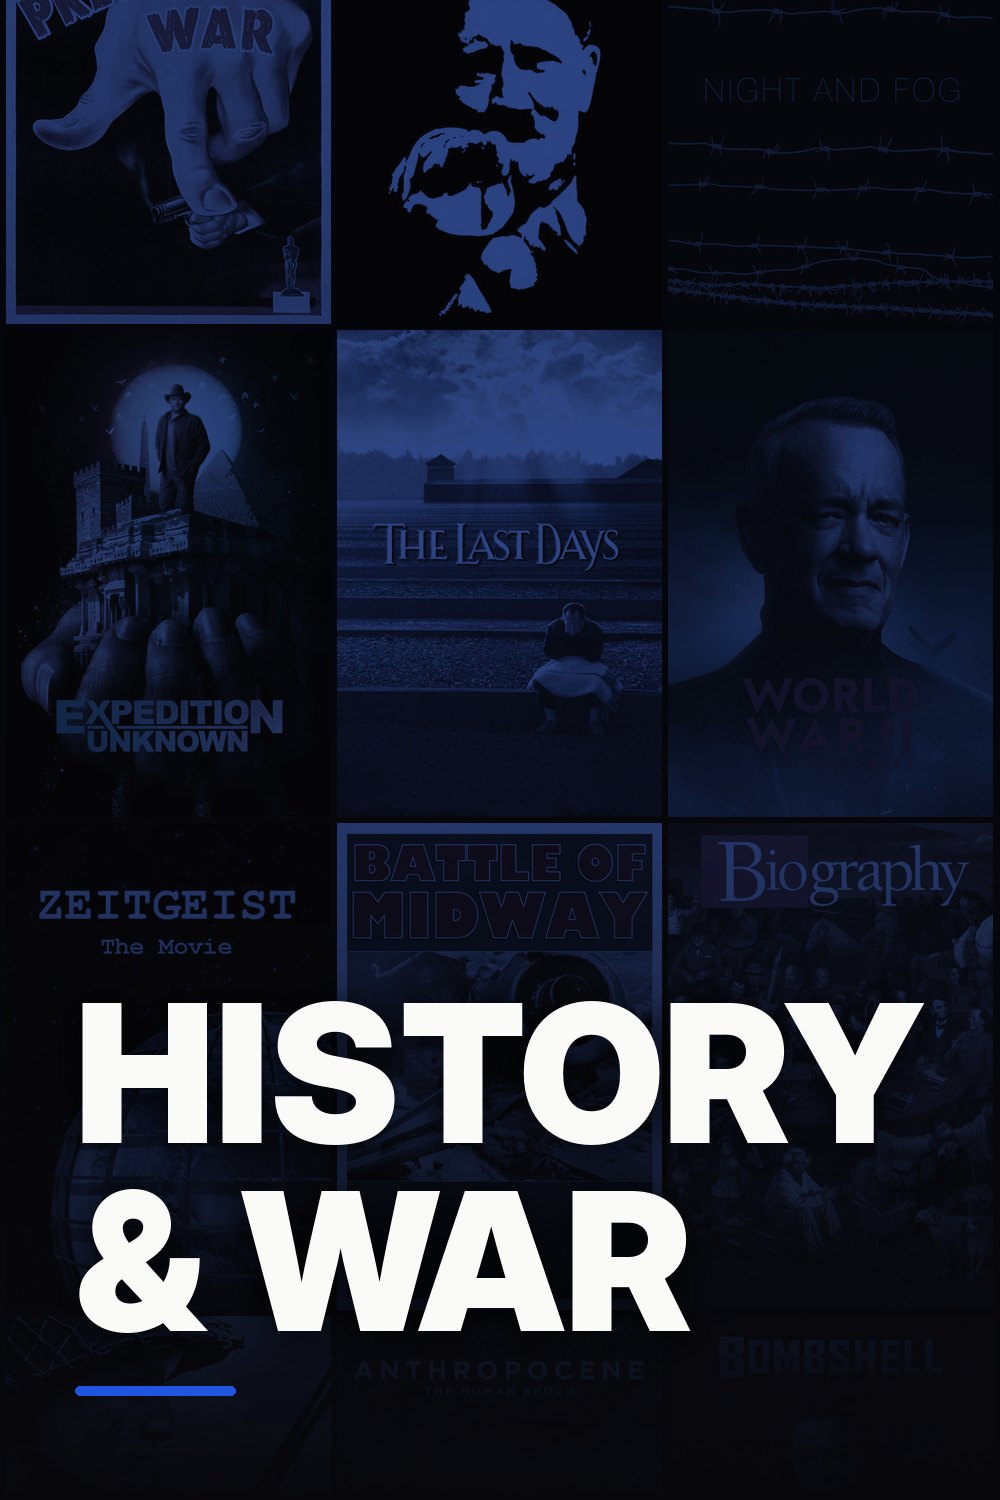 WAR
NIGHT AND FOG
THE LAST DAYS
EXPEDITION
UNKNOWN
WORLD
WAR II
ZEITGEIST
The Movie
BATTLE OF
MIDWAY
Biography
HISTORY
& WAR
ANTHROPOCENE
THE HUMAN EPOCH
BOMBSHELL